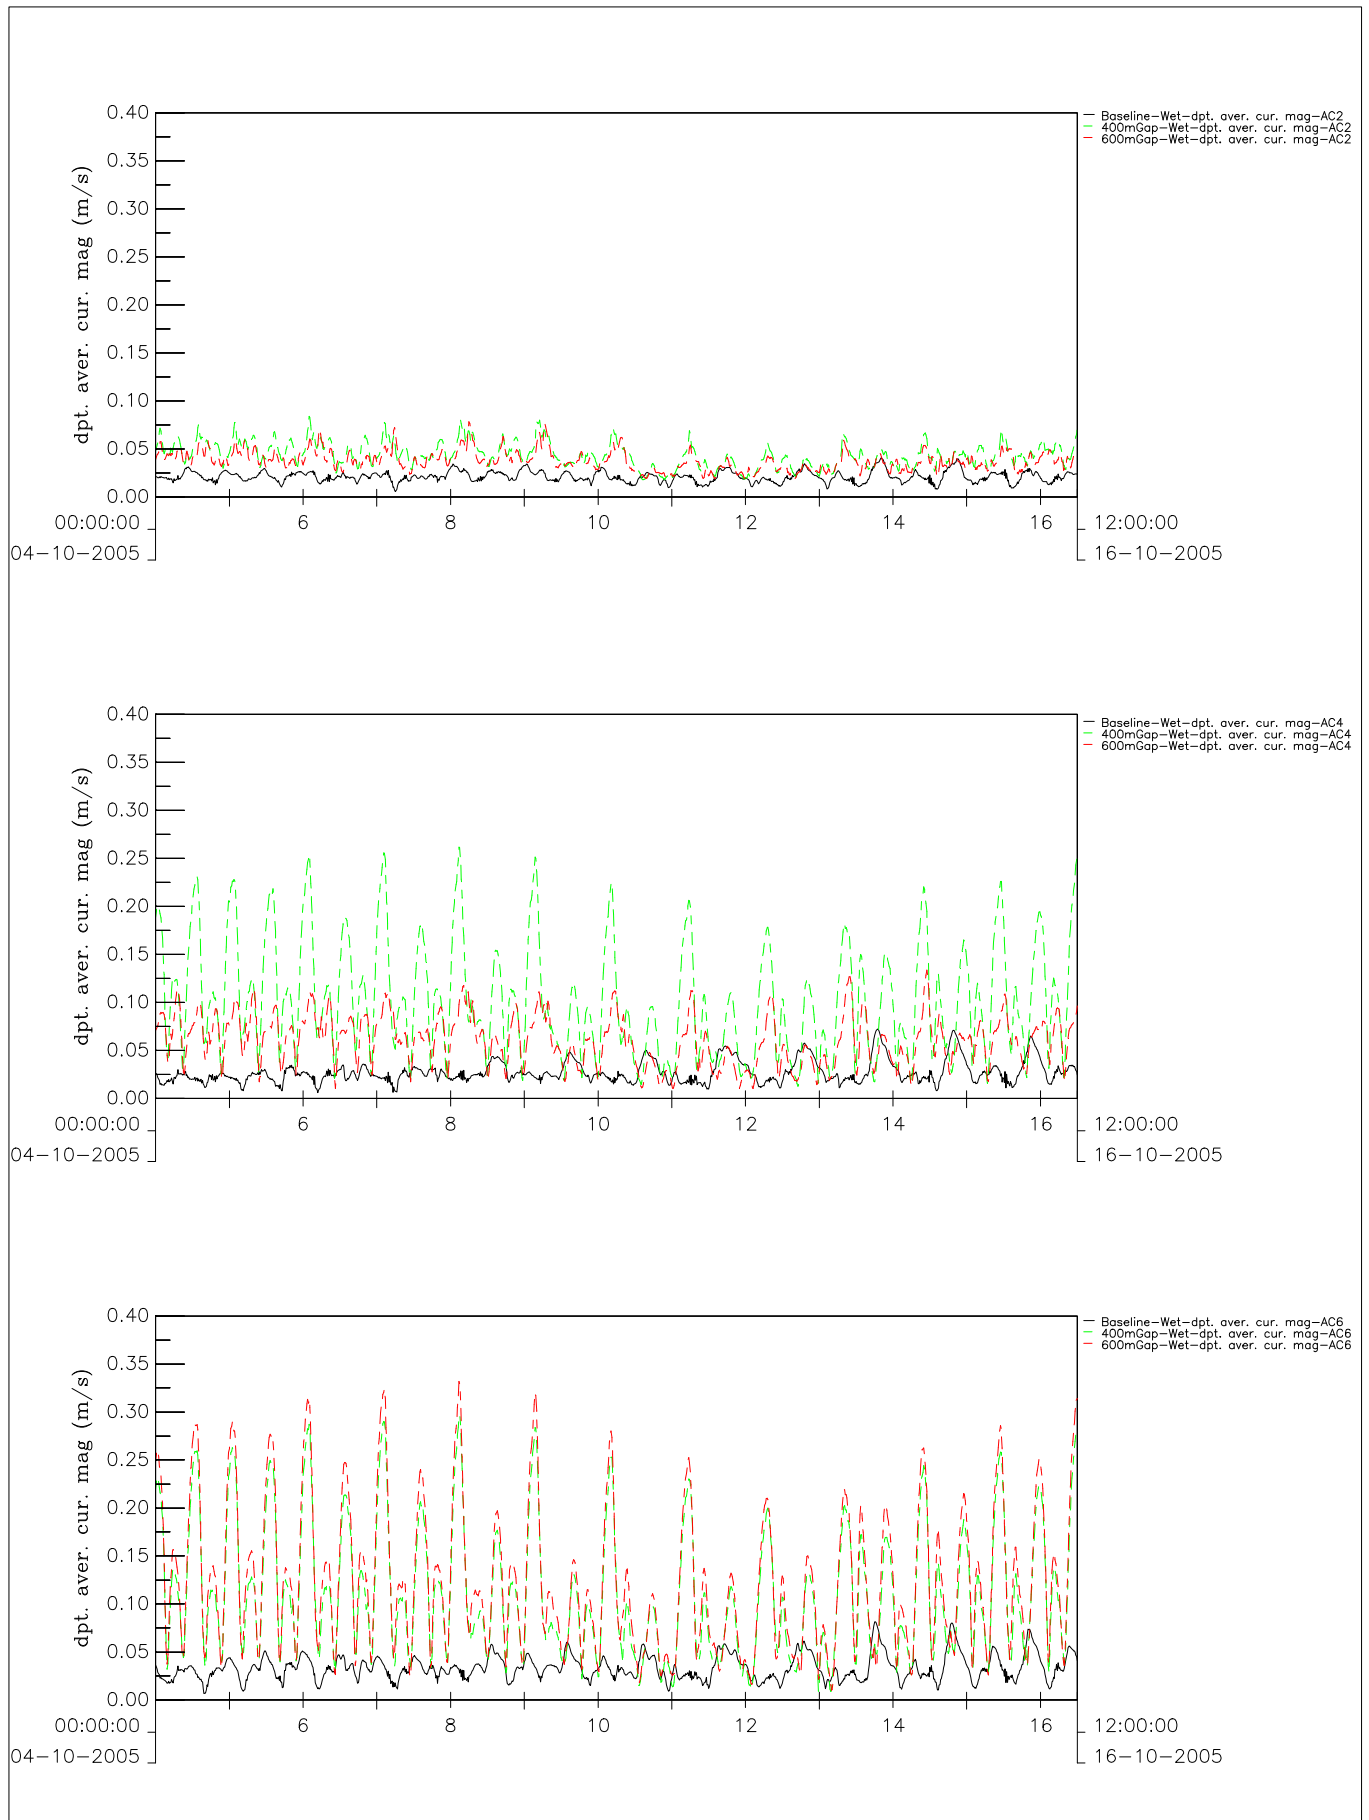 0.40
0.35
0.30
0.25
0.20
0.15
0.10
0.05
0.00
dpt. aver. cur. mag (m/s)
Baseline-Wet-dpt. aver. cur. mag-AC2
400mGap-Wet-dpt. aver. cur. mag-AC2
600mGap-Wet-dpt. aver. cur. mag-AC2
6 8 10 12 14 16
00:00:00 12:00:00
04-10-2005 16-10-2005
0.40
0.35
0.30
0.25
0.20
0.15
0.10
0.05
0.00
dpt. aver. cur. mag (m/s)
Baseline-Wet-dpt. aver. cur. mag-AC4
400mGap-Wet-dpt. aver. cur. mag-AC4
600mGap-Wet-dpt. aver. cur. mag-AC4
6 8 10 12 14 16
00:00:00 12:00:00
04-10-2005 16-10-2005
0.40
0.35
0.30
0.25
0.20
0.15
0.10
0.05
0.00
dpt. aver. cur. mag (m/s)
Baseline-Wet-dpt. aver. cur. mag-AC6
400mGap-Wet-dpt. aver. cur. mag-AC6
600mGap-Wet-dpt. aver. cur. mag-AC6
6 8 10 12 14 16
00:00:00 12:00:00
04-10-2005 16-10-2005